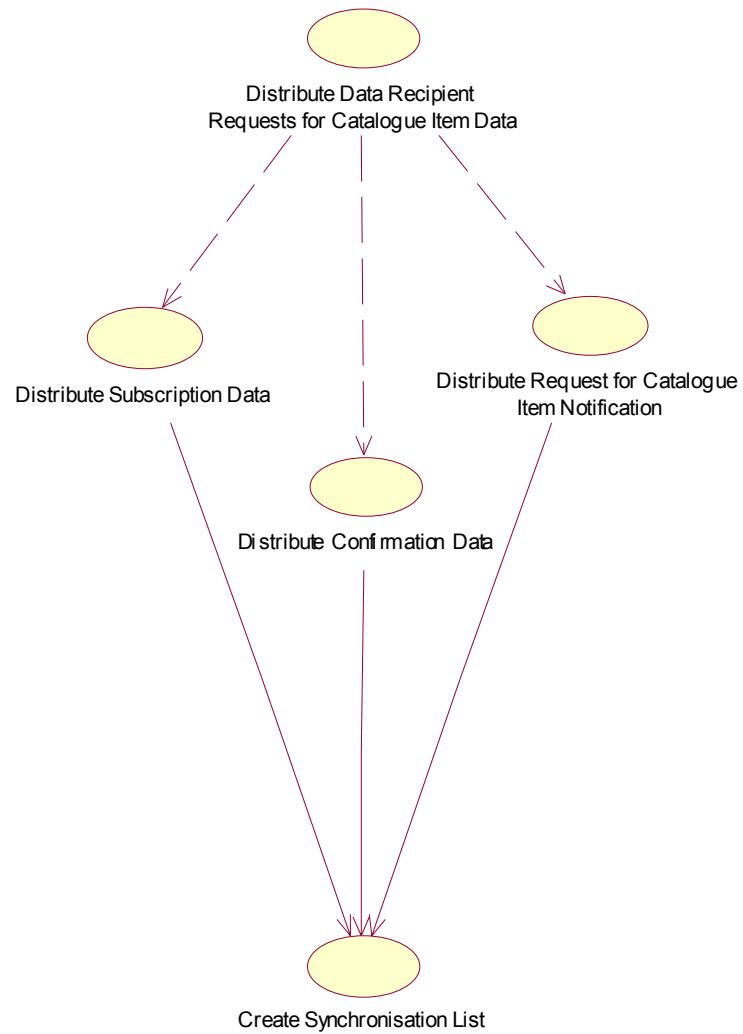 Distribute Data Recipient
Requests for Catalogue Item Data
Distribute Subscription Data
Distribute Request for Catalogue
Item Notification
Distribute Confirmation Data
Create Synchronisation List